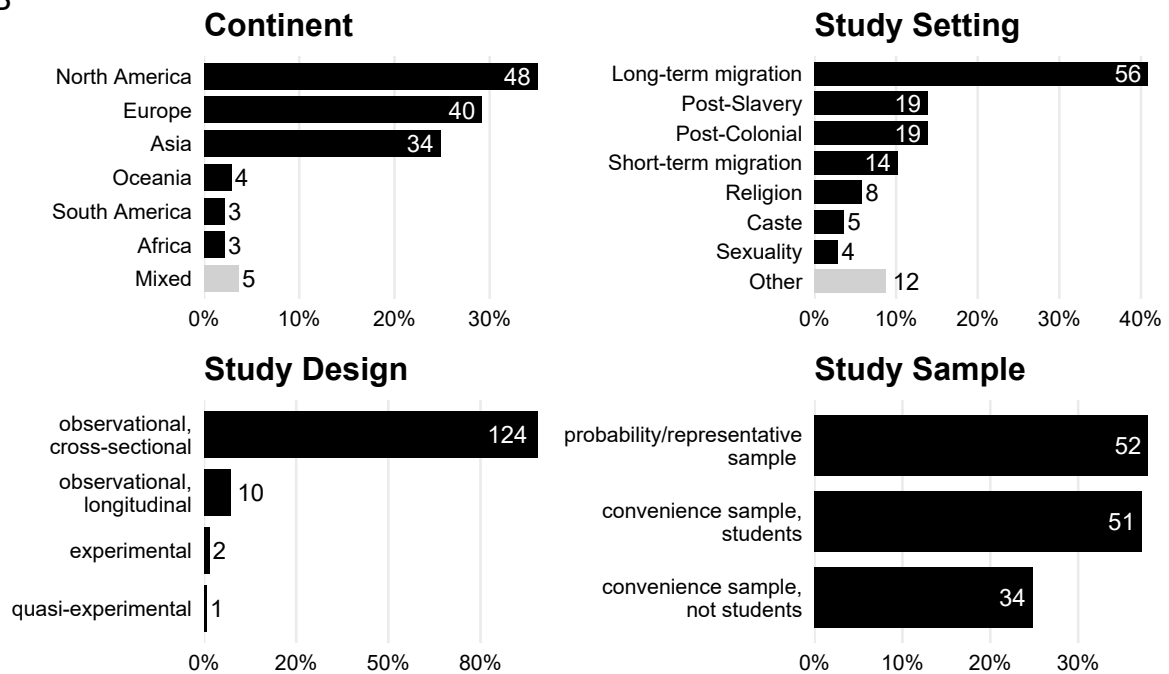 Continent
North America 48
Europe 40
Asia 34
Oceania 4
South America 3
Africa 3
Mixed 5
0% 10% 20% 30%
Study Setting
Long-term migration 56
Post-Slavery 19
Post-Colonial 19
Short-term migration 14
Religion 8
Caste 5
Sexuality 4
Other 12
0% 10% 20% 30% 40%
Study Design
observational,
cross-sectional 124
observational,
longitudinal 10
experimental 2
quasi-experimental 1
0% 20% 50% 80%
Study Sample
probability/representative
sample 52
convenience sample,
students 51
convenience sample,
not students 34
0% 10% 20% 30%